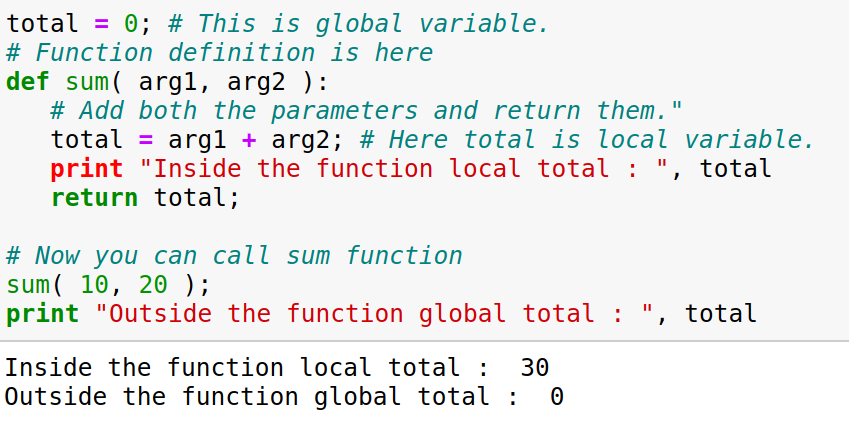 total = 0; # This is global variable.
# Function definition is here
def sum( arg1, arg2 ):
   # Add both the parameters and return them."
   total = arg1 + arg2; # Here total is local variable.
   print "Inside the function local total : ", total
   return total;

# Now you can call sum function
sum( 10, 20 );
print "Outside the function global total : ", total
Inside the function local total :  30
Outside the function global total :  0